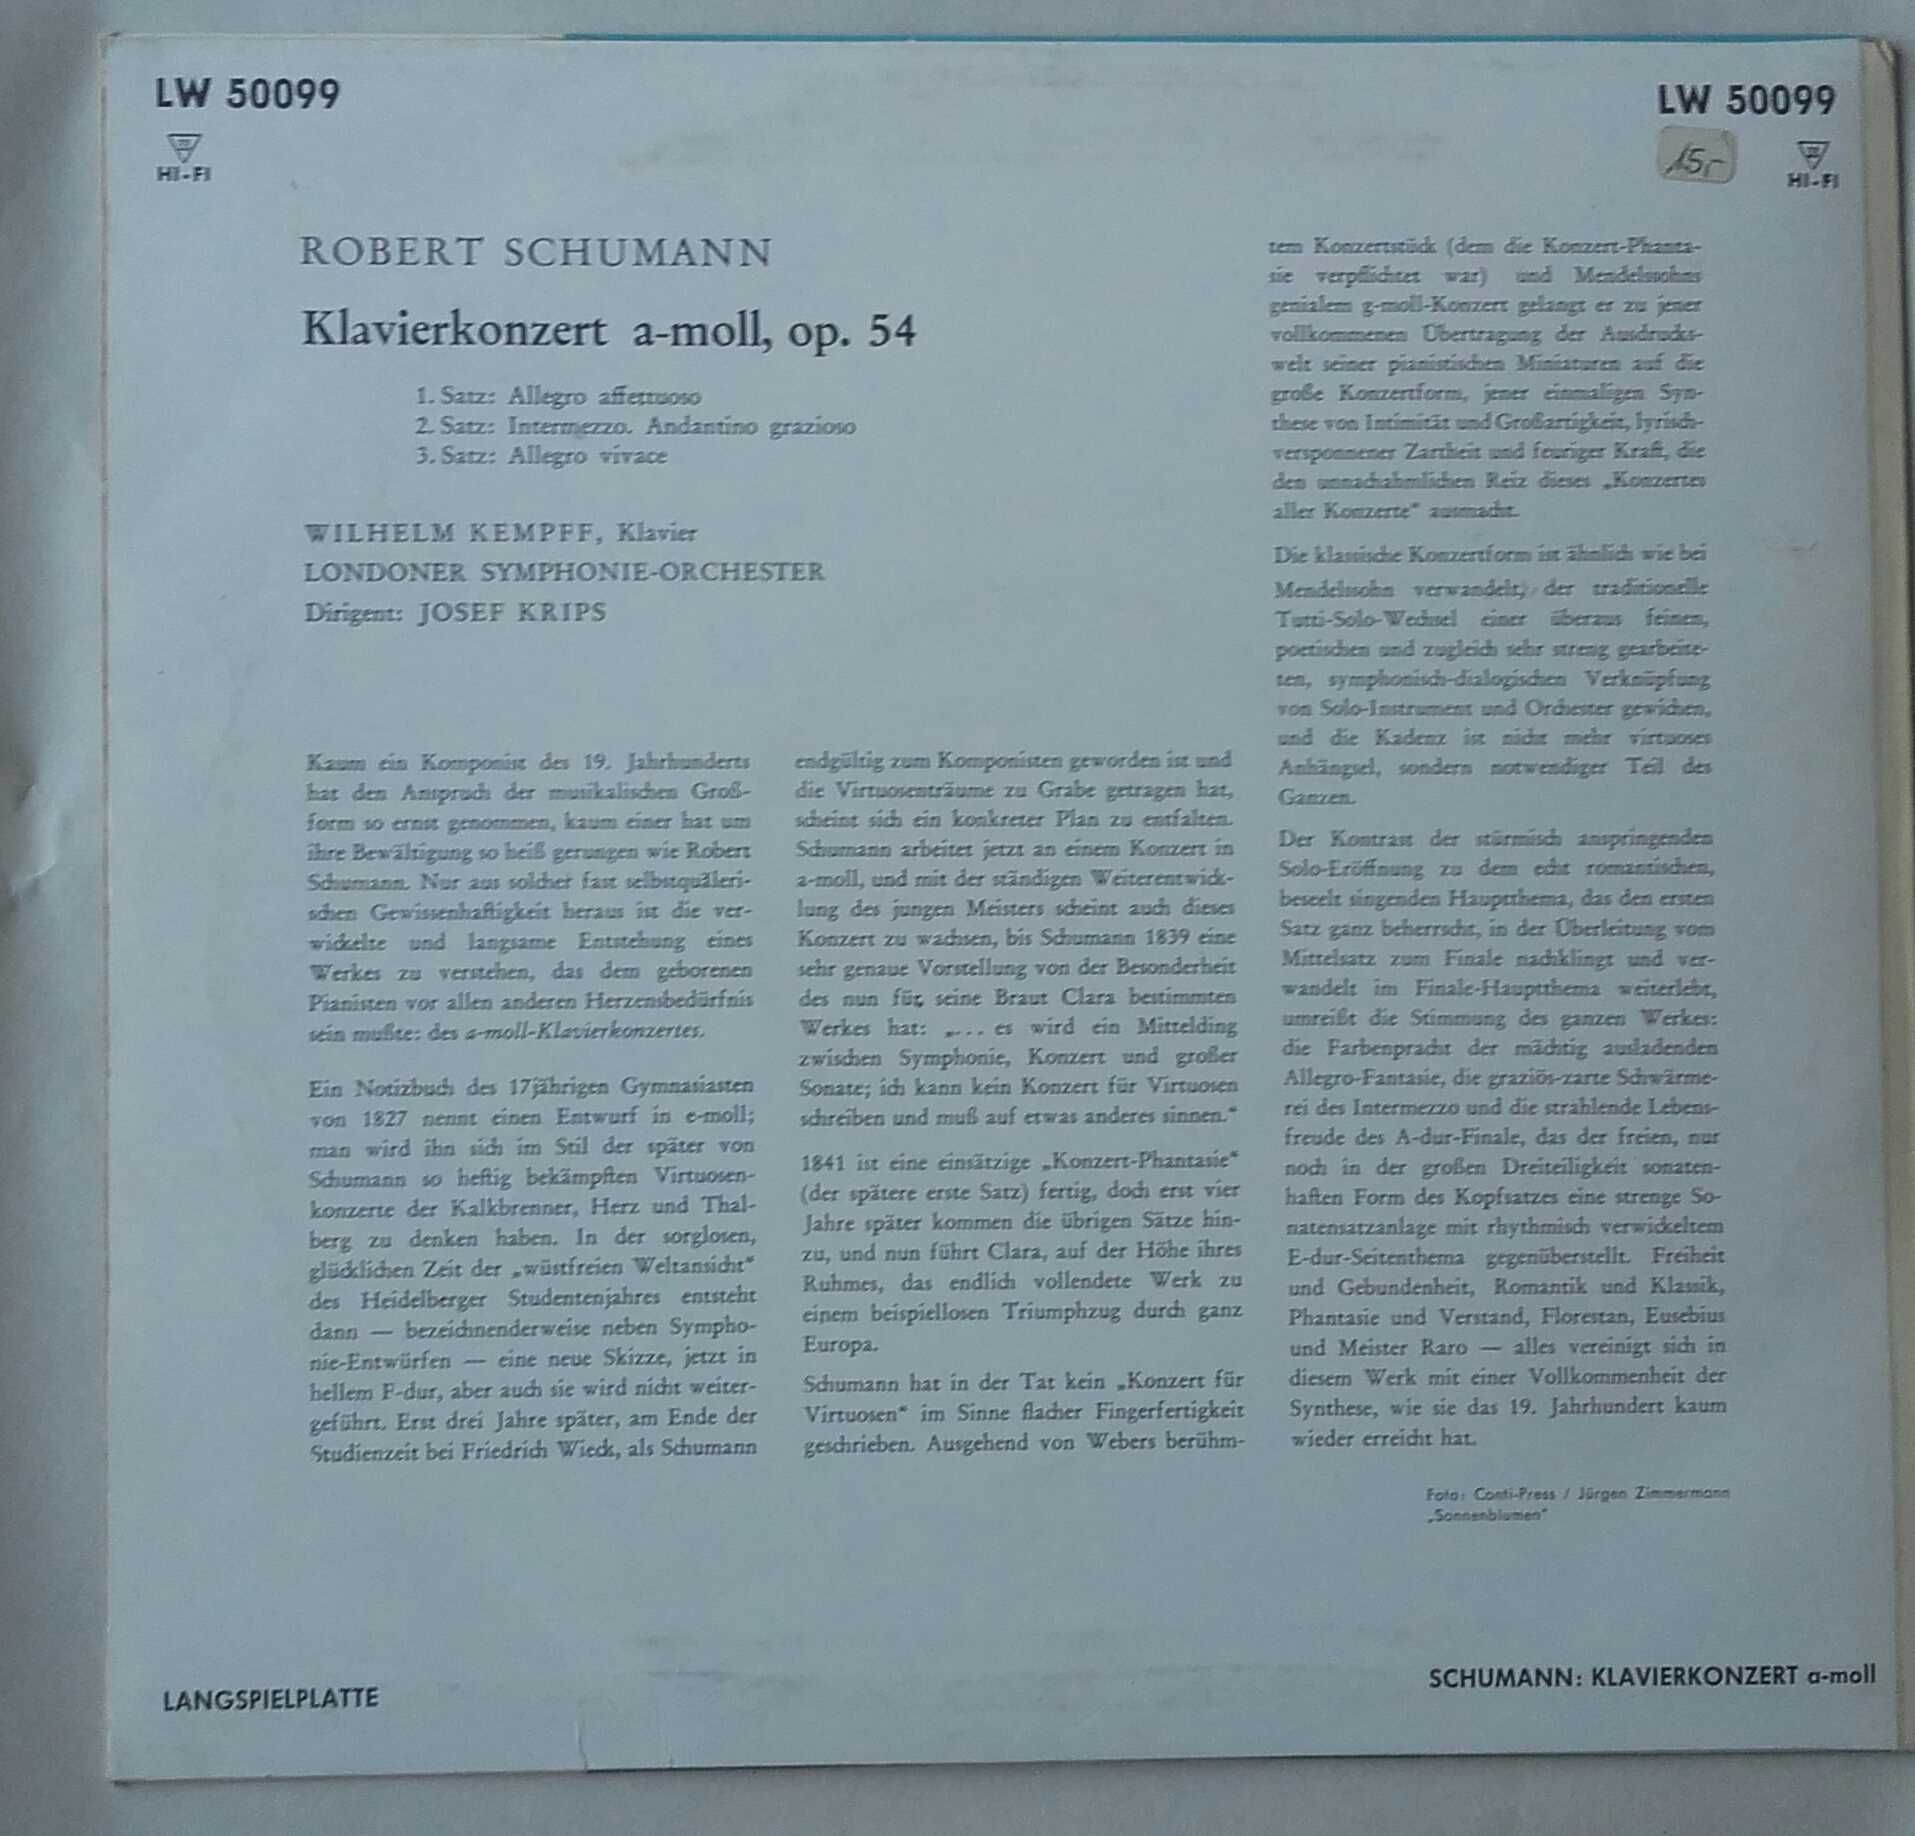 LW 50099
HI-FI
LW 50099
15,-
HI-FI
ROBERT SCHUMANN
Klavierkonzert a-moll, op. 54
1. Satz: Allegro affettuoso
2. Satz: Intermezzo. Andantino grazioso
3. Satz: Allegro vivace
WILHELM KEMPFF, Klavier
LONDONER SYMPHONIE-ORCHESTER
Dirigent: JOSEF KRIPS
Kaum ein Komponist des 19. Jahrhunderts
hat den Anspruch der musikalischen Groß-
form so ernst genommen, kaum einer hat um
ihre Bewältigung so heiß gerungen wie Robert
Schumann. Nur aus solcher fast selbstquäleri-
schen Gewissenhaftigkeit heraus ist die ver-
wickelte und langsame Entstehung eines
Werkes zu verstehen, das dem geborenen
Pianisten vor allen anderen Herzensbedürfnis
sein mußte: des a-moll-Klavierkonzertes.
Ein Notizbuch des 17jährigen Gymnasiasten
von 1827 nennt einen Entwurf in e-moll;
man wird ihn sich im Stil der später von
Schumann so heftig bekämpften Virtuosen-
konzerte der Kalkbrenner, Herz und Thal-
berg zu denken haben. In der sorglosen,
glücklichen Zeit der „wüstfreien Weltansicht“
des Heidelberger Studentenjahres entsteht
dann — bezeichnenderweise neben Sympho-
nie-Entwürfen — eine neue Skizze, jetzt in
hellem F-dur, aber auch sie wird nicht weiter-
geführt. Erst drei Jahre später, am Ende der
Studienzeit bei Friedrich Wieck, als Schumann
endgültig zum Komponisten geworden ist und
die Virtuosenträume zu Grabe getragen hat,
scheint sich ein konkreter Plan zu entfalten.
Schumann arbeitet jetzt an einem Konzert in
a-moll, und mit der ständigen Weiterentwick-
lung des jungen Meisters scheint auch dieses
Konzert zu wachsen, bis Schumann 1839 eine
sehr genaue Vorstellung von der Besonderheit
des nun für seine Braut Clara bestimmten
Werkes hat: „... es wird ein Mittelding
zwischen Symphonie, Konzert und großer
Sonate; ich kann kein Konzert für Virtuosen
schreiben und muß auf etwas anderes sinnen.“
1841 ist eine einsätzige „Konzert-Phantasie“
(der spätere erste Satz) fertig, doch erst vier
Jahre später kommen die übrigen Sätze hin-
zu, und nun führt Clara, auf der Höhe ihres
Ruhmes, das endlich vollendete Werk zu
einem beispiellosen Triumphzug durch ganz
Europa.
Schumann hat in der Tat kein „Konzert für
Virtuosen“ im Sinne flacher Fingerfertigkeit
geschrieben. Ausgehend von Webers berühm-
tem Konzertstück (dem die Konzert-Phanta-
sie verpflichtet war) und Mendelssohns
genialem g-moll-Konzert gelangt er zu jener
vollkommenen Übertragung der Ausdrucks-
welt seiner pianistischen Miniaturen auf die
große Konzertform, jener einmaligen Syn-
these von Intimität und Großartigkeit, lyrisch-
versponnener Zartheit und feuriger Kraft, die
den unnachahmlichen Reiz dieses „Konzertes
aller Konzerte“ ausmacht.
Die klassische Konzertform ist ähnlich wie bei
Mendelssohn verwandelt, der traditionelle
Tutti-Solo-Wechsel einer überaus feinen,
poetischen und zugleich sehr streng gearbeite-
ten, symphonisch-dialogischen Verknüpfung
von Solo-Instrument und Orchester gewichen,
und die Kadenz ist nicht mehr virtuoses
Anhängsel, sondern notwendiger Teil des
Ganzen.
Der Kontrast der stürmisch anspringenden
Solo-Eröffnung zu dem echt romantischen,
beseelt singenden Hauptthema, das den ersten
Satz ganz beherrscht, in der Überleitung vom
Mittelsatz zum Finale nachklingt und ver-
wandelt im Finale-Hauptthema weiterlebt,
umreißt die Stimmung des ganzen Werkes:
die Farbenpracht der mächtig ausladenden
Allegro-Fantasie, die graziös-zarte Schwärme-
rei des Intermezzo und die strahlende Lebens-
freude des A-dur-Finale, das der freien, nur
noch in der großen Dreiteiligkeit sonaten-
haften Form des Kopfsatzes eine strenge So-
natensatzanlage mit rhythmisch verwickeltem
E-dur-Seitenthema gegenüberstellt. Freiheit
und Gebundenheit, Romantik und Klassik,
Phantasie und Verstand, Florestan, Eusebius
und Meister Raro — alles vereinigt sich in
diesem Werk mit einer Vollkommenheit der
Synthese, wie sie das 19. Jahrhundert kaum
wieder erreicht hat.
Foto: Conti-Press / Jürgen Zimmermann
„Sonnenblumen“
LANGSPIELPLATTE
SCHUMANN: KLAVIERKONZERT a-moll